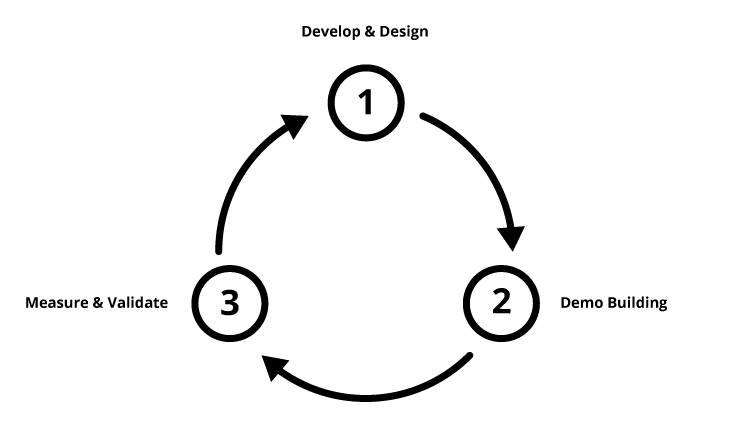 Develop & Design
1
2
Demo Building
Measure & Validate
3